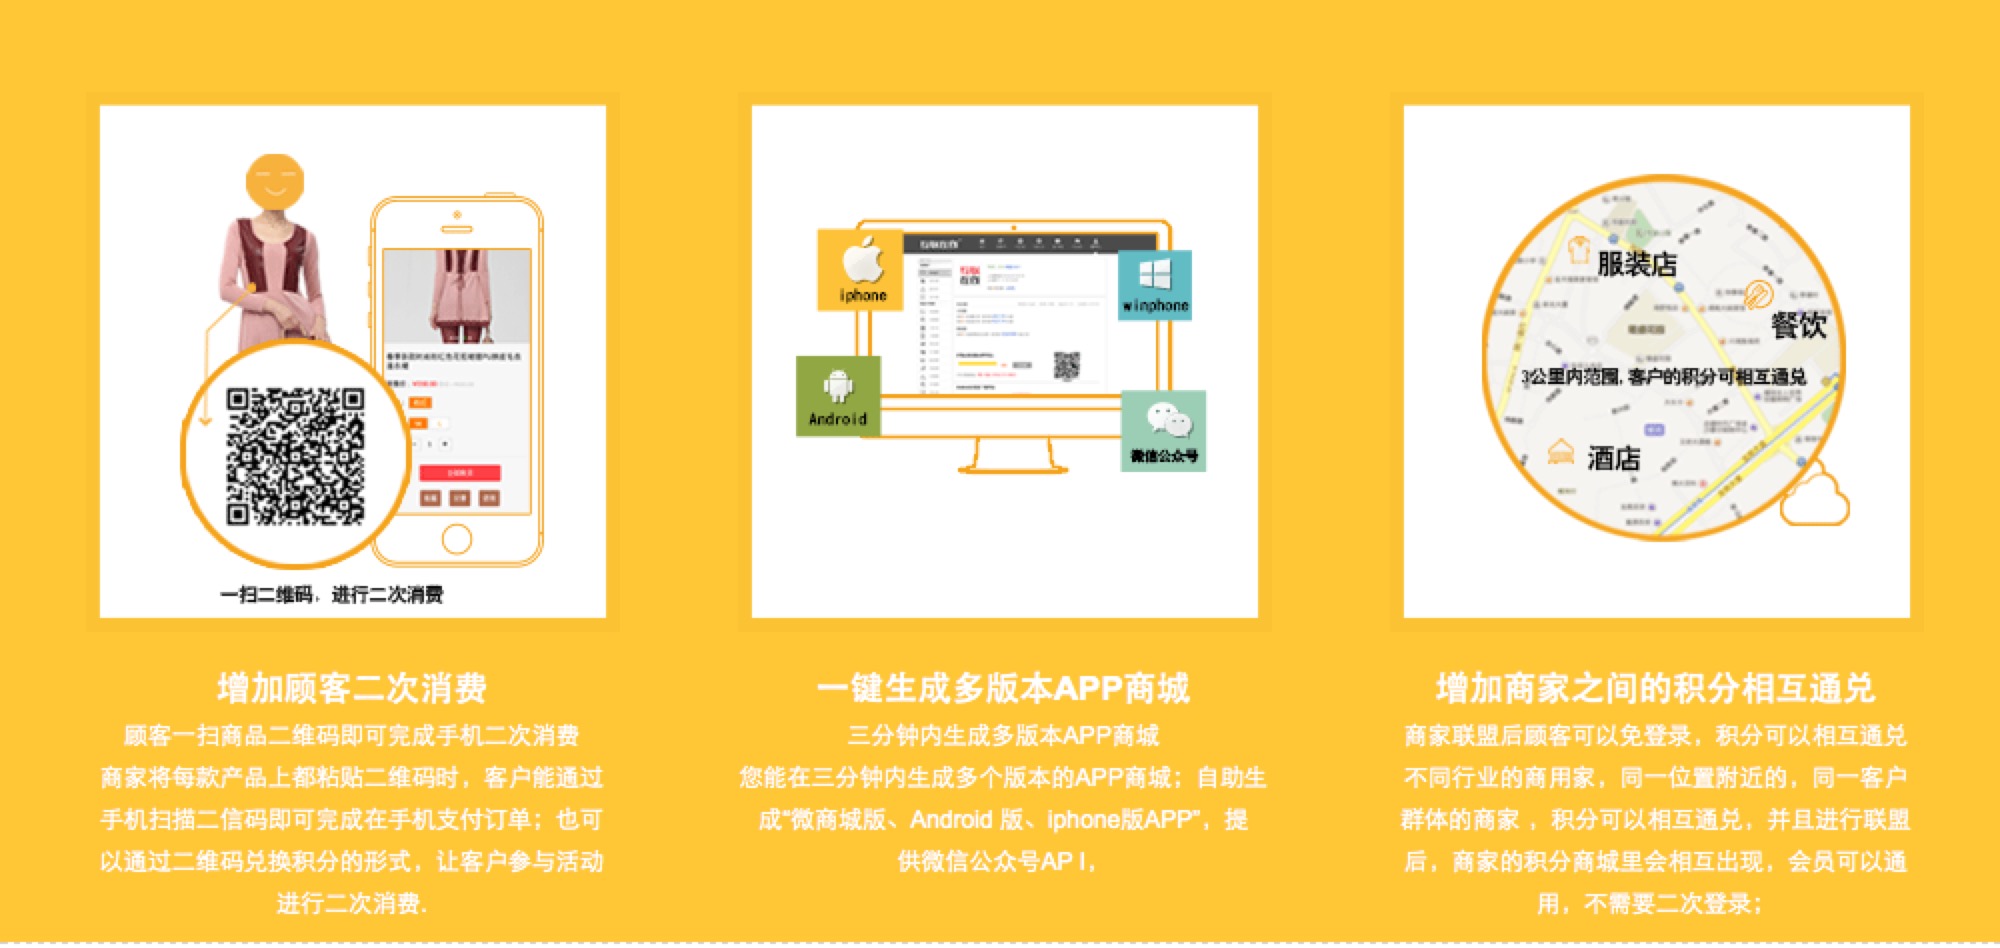 一扫二维码，进行二次消费
增加顾客二次消费
顾客一扫商品二维码即可完成手机二次消费
商家将每款产品上都粘贴二维码时，客户能通过
手机扫描二信码即可完成在手机支付订单；也可
以通过二维码兑换积分的形式，让客户参与活动
进行二次消费.
iphone
winphone
Android
微信公众号
一键生成多版本APP商城
三分钟内生成多版本APP商城
您能在三分钟内生成多个版本的APP商城；自助生
成“微商城版、Android 版、iphone版APP”，提
供微信公众号AP I，
服装店
餐饮
3公里内范围, 客户的积分可相互通兑
酒店
增加商家之间的积分相互通兑
商家联盟后顾客可以免登录，积分可以相互通兑
不同行业的商用家，同一位置附近的，同一客户
群体的商家 ，积分可以相互通兑，并且进行联盟
后，商家的积分商城里会相互出现，会员可以通
用，不需要二次登录；